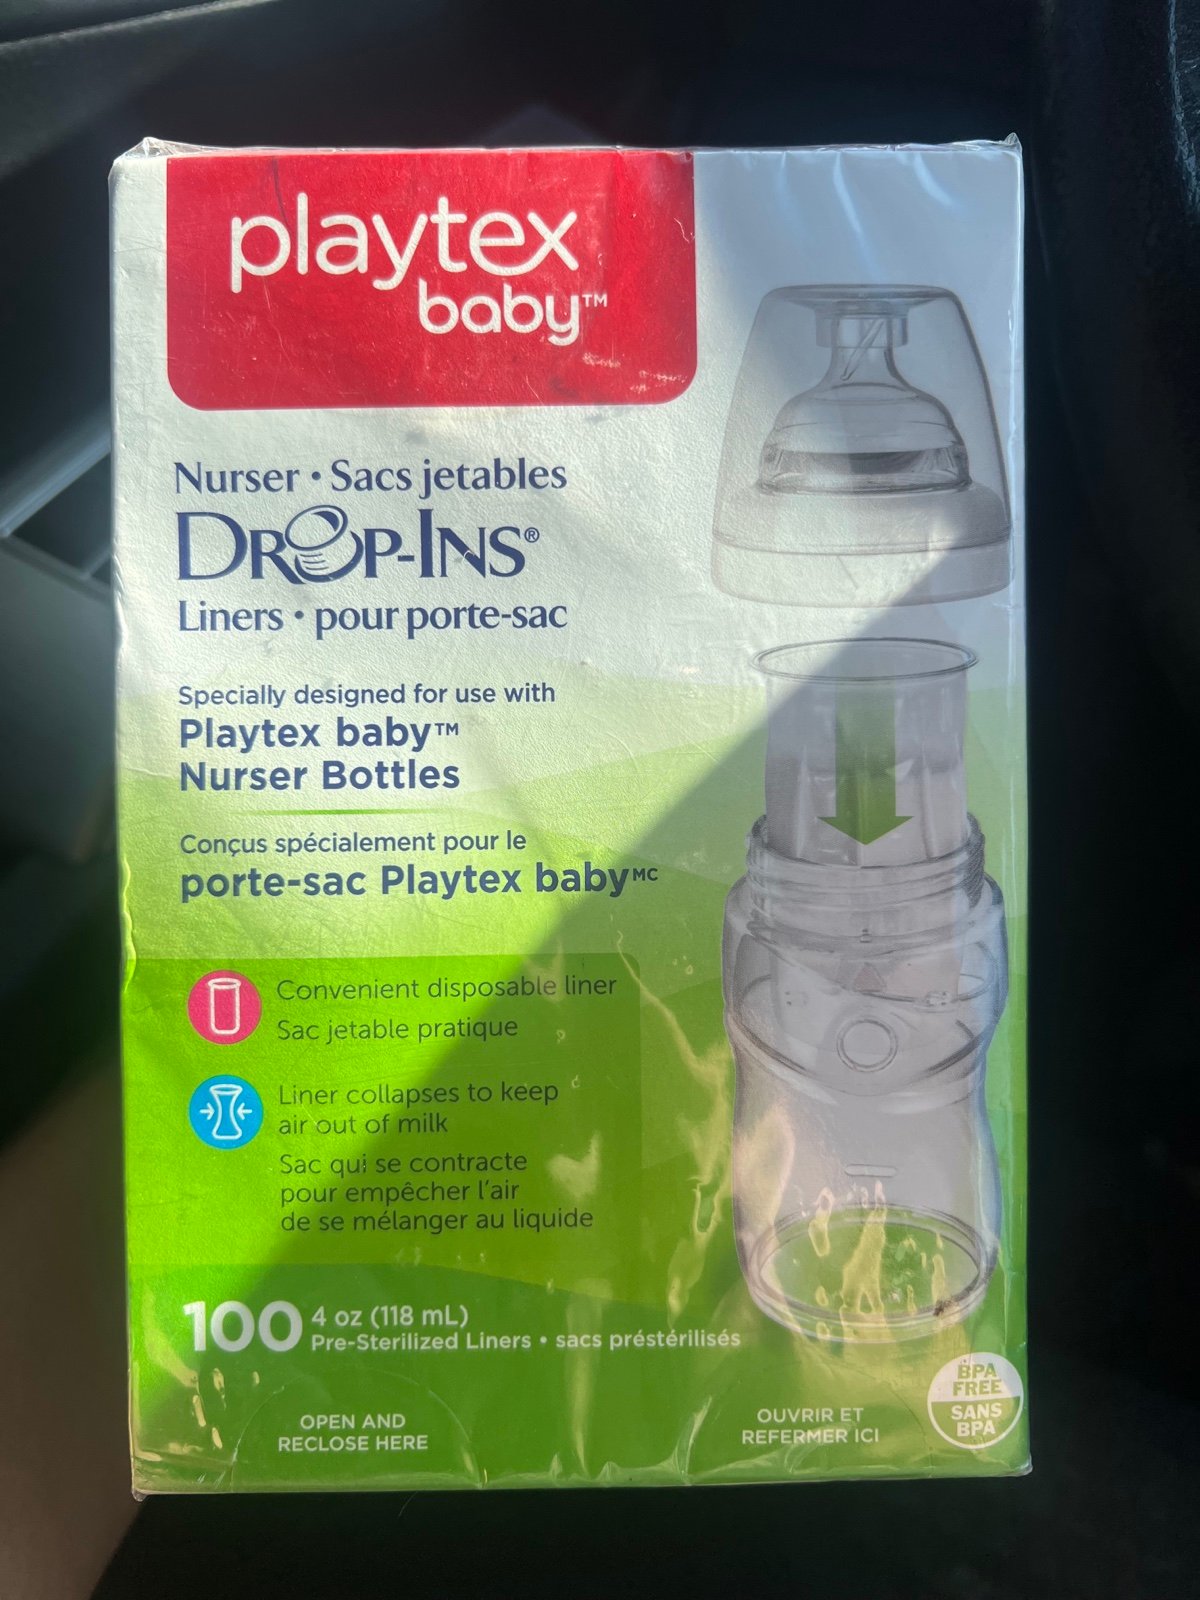 playtex
baby™
Nurser • Sacs jetables
DROP-INS®
Liners • pour porte-sac
Specially designed for use with
Playtex baby™
Nurser Bottles
Conçus spécialement pour le
porte-sac Playtex baby MC
Convenient disposable liner
Sac jetable pratique
Liner collapses to keep
air out of milk
Sac qui se contracte
pour empêcher l'air
de se mélanger au liquide
100 4 oz (118 mL)
Pre-Sterilized Liners • sacs préstérilisés
OPEN AND
RECLOSE HERE
OUVRIR ET
REFERMER ICI
BPA
FREE
SANS
BPA